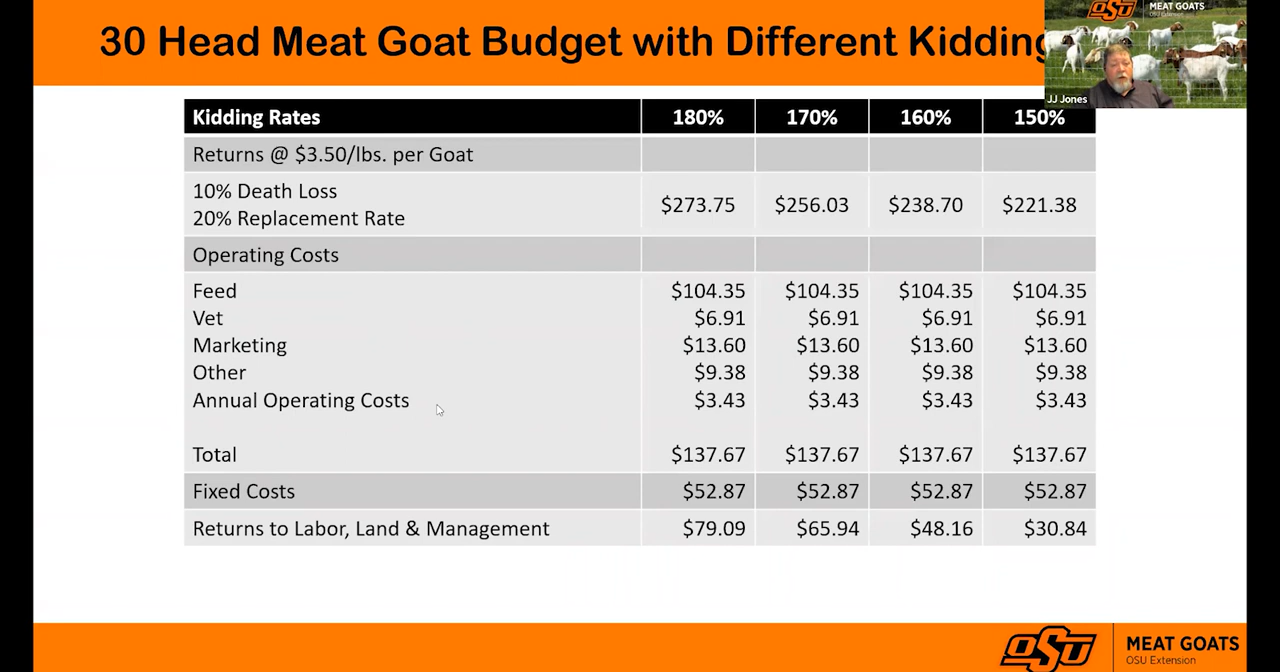 30 Head Meat Goat Budget with Different Kidding
OSU
MEAT GOATS
OSU Extension
JJ Jones
Kidding Rates 180% 170% 160% 150%
Returns @ $3.50/lbs. per Goat
10% Death Loss
20% Replacement Rate
$273.75 $256.03 $238.70 $221.38
Operating Costs
Feed $104.35 $104.35 $104.35 $104.35
Vet $6.91 $6.91 $6.91 $6.91
Marketing $13.60 $13.60 $13.60 $13.60
Other $9.38 $9.38 $9.38 $9.38
Annual Operating Costs $3.43 $3.43 $3.43 $3.43
Total $137.67 $137.67 $137.67 $137.67
Fixed Costs $52.87 $52.87 $52.87 $52.87
Returns to Labor, Land & Management $79.09 $65.94 $48.16 $30.84
OSU
MEAT GOATS
OSU Extension